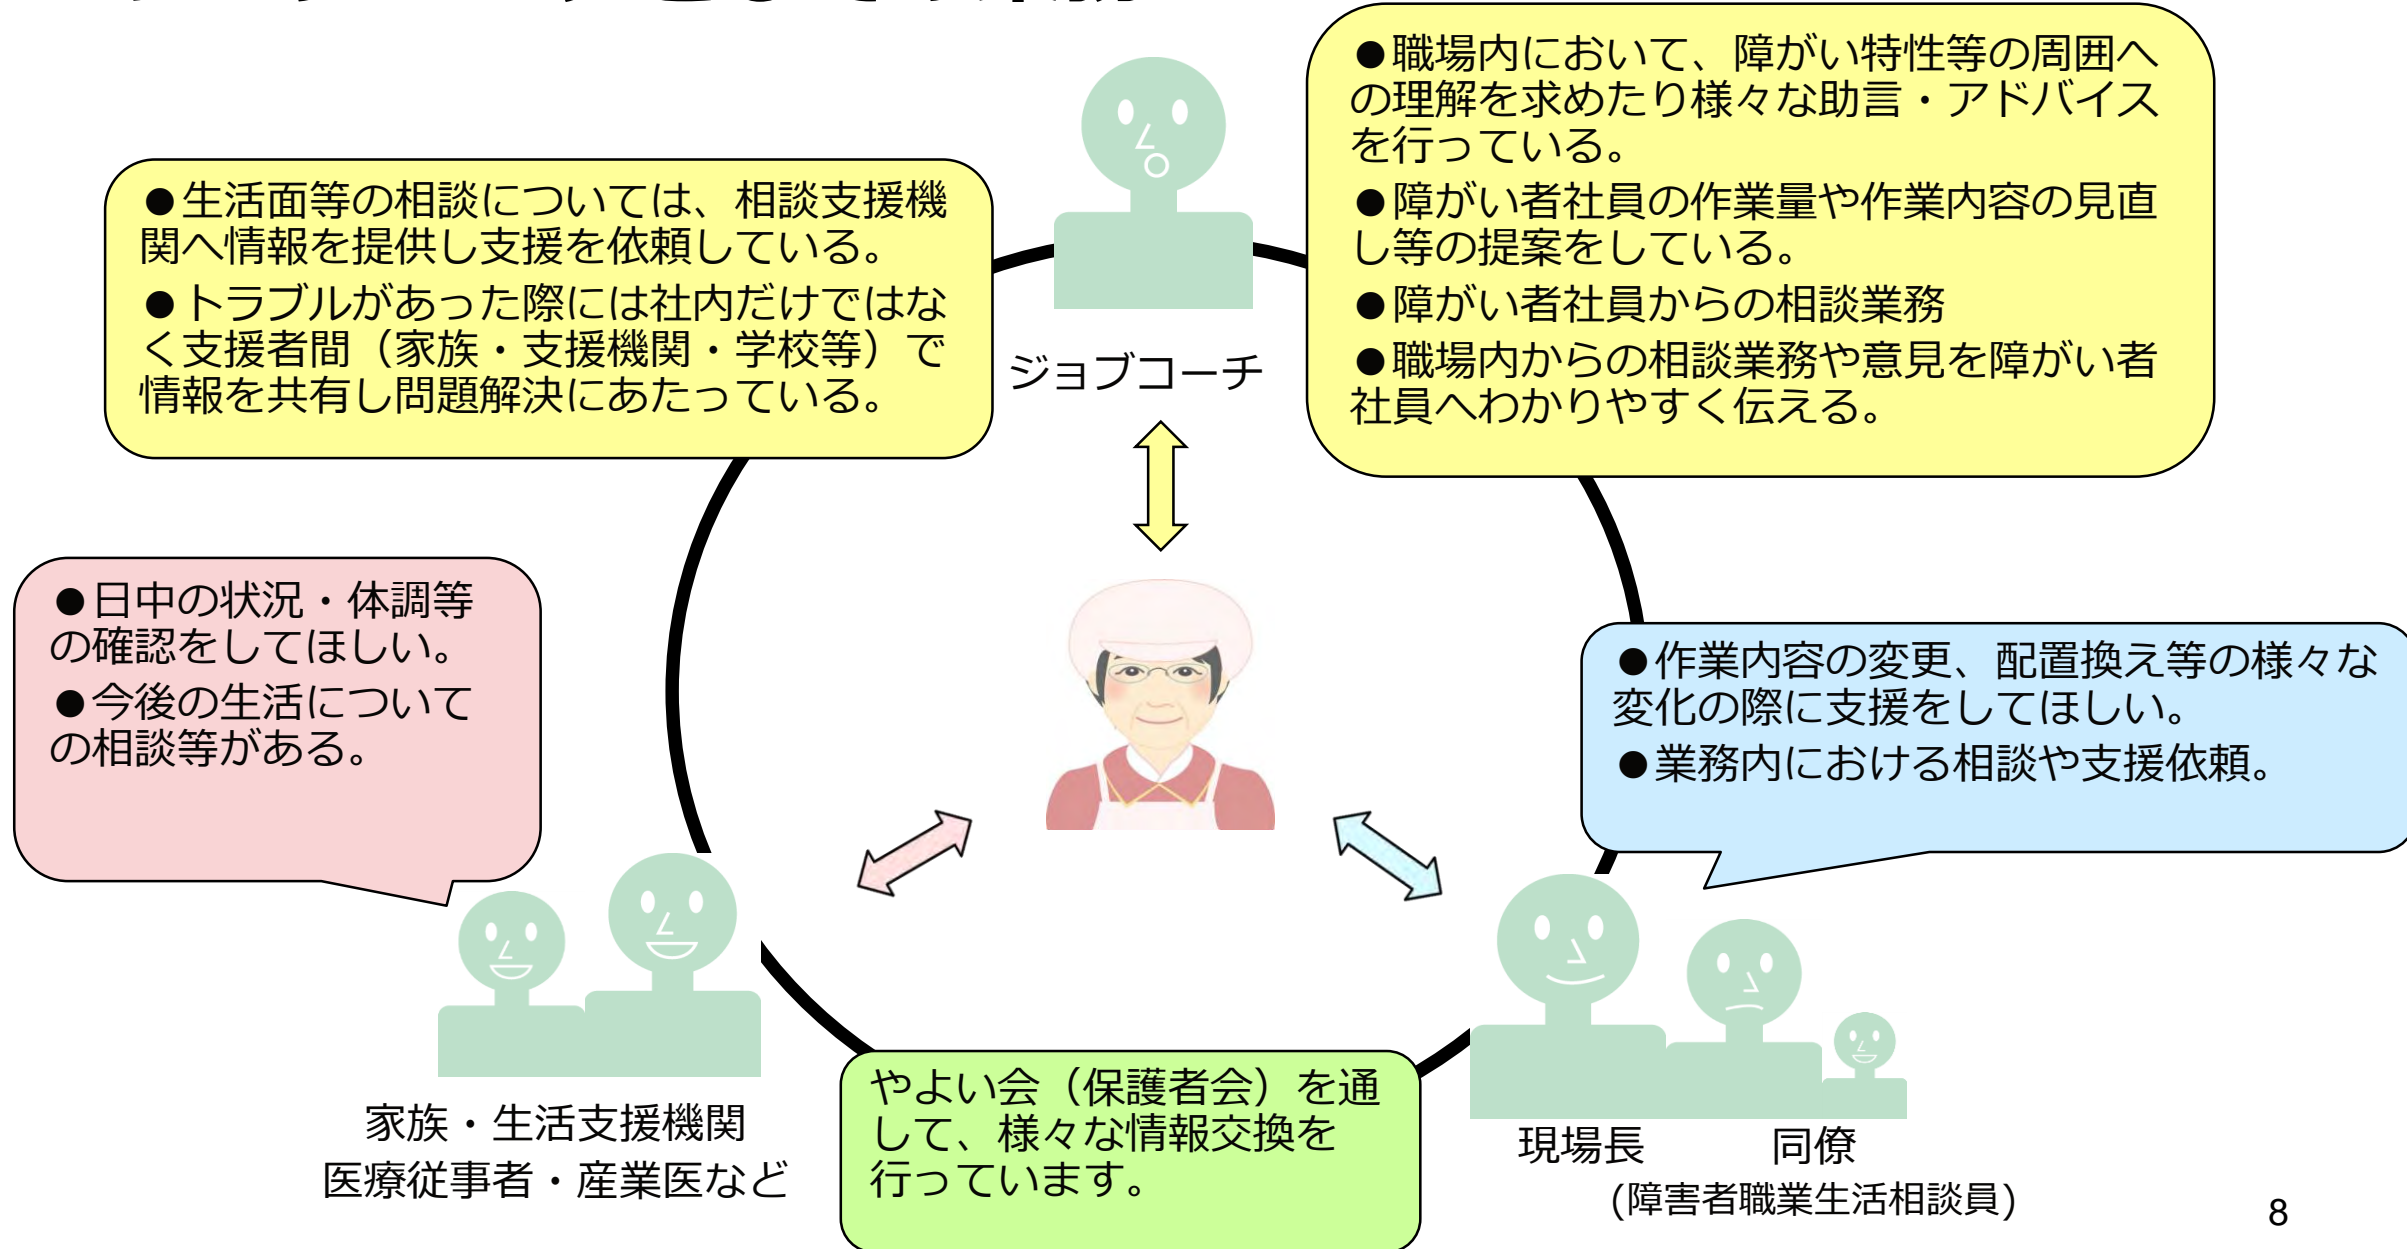 ●生活面等の相談については、相談支援機
関へ情報を提供し支援を依頼している。
●トラブルがあった際には社内だけではな
く支援者間（家族・支援機関・学校等）で
情報を共有し問題解決にあたっている。
ジョブコーチ
●職場内において、障がい特性等の周囲へ
の理解を求めたり様々な助言・アドバイス
を行っている。
●障がい者社員の作業量や作業内容の見直
し等の提案をしている。
●障がい者社員からの相談業務
●職場内からの相談業務や意見を障がい者
社員へわかりやすく伝える。
●日中の状況・体調等
の確認をしてほしい。
●今後の生活について
の相談等がある。
●作業内容の変更、配置換え等の様々な
変化の際に支援をしてほしい。
●業務内における相談や支援依頼。
家族・生活支援機関
医療従事者・産業医など
やよい会（保護者会）を通
して、様々な情報交換を
行っています。
現場長 同僚
(障害者職業生活相談員)
8